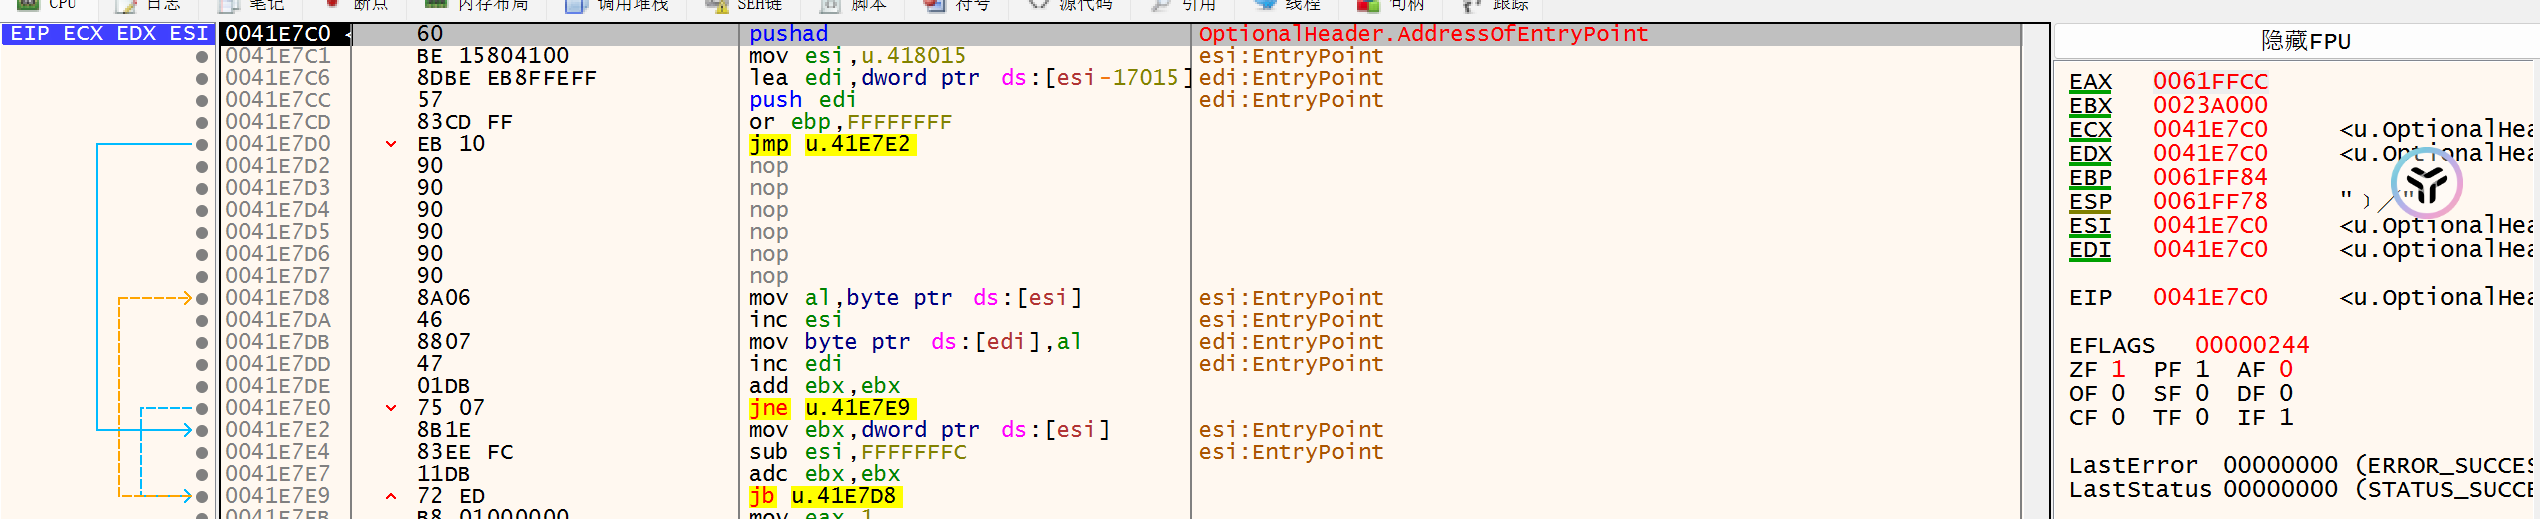 CPU 日志 笔记 断点 内存布局 调用堆栈 SEH链 脚本 符号 源代码 引用 线程 句柄 跟踪
EIP ECX EDX ESI 0041E7C0 60 pushad OptionalHeader.AddressOfEntryPoint
0041E7C1 BE 15804100 mov esi,u.418015 esi:EntryPoint
0041E7C6 8DBE EB8FFEFF lea edi,dword ptr ds:[esi-17015] edi:EntryPoint
0041E7CC 57 push edi edi:EntryPoint
0041E7CD 83CD FF or ebp,FFFFFFFF
0041E7D0 EB 10 jmp u.41E7E2
0041E7D2 90 nop
0041E7D3 90 nop
0041E7D4 90 nop
0041E7D5 90 nop
0041E7D6 90 nop
0041E7D7 90 nop
0041E7D8 8A06 mov al,byte ptr ds:[esi] esi:EntryPoint
0041E7DA 46 inc esi esi:EntryPoint
0041E7DB 8807 mov byte ptr ds:[edi],al edi:EntryPoint
0041E7DD 47 inc edi edi:EntryPoint
0041E7DE 01DB add ebx,ebx
0041E7E0 75 07 jne u.41E7E9
0041E7E2 8B1E mov ebx,dword ptr ds:[esi] esi:EntryPoint
0041E7E4 83EE FC sub esi,FFFFFFFC esi:EntryPoint
0041E7E7 11DB adc ebx,ebx
0041E7E9 72 ED jb u.41E7D8
0041E7EB B8 01000000 mov eax,1
隐藏FPU
EAX 0061FFCC
EBX 0023A000
ECX 0041E7C0 <u.OptionalHea
EDX 0041E7C0 <u.OptionalHea
EBP 0061FF84
ESP 0061FF78
ESI 0041E7C0 <u.OptionalHea
EDI 0041E7C0 <u.OptionalHea
EIP 0041E7C0 <u.OptionalHea
EFLAGS 00000244
ZF 1 PF 1 AF 0
OF 0 SF 0 DF 0
CF 0 TF 0 IF 1
LastError 00000000 (ERROR_SUCCES
LastStatus 00000000 (STATUS_SUCCE